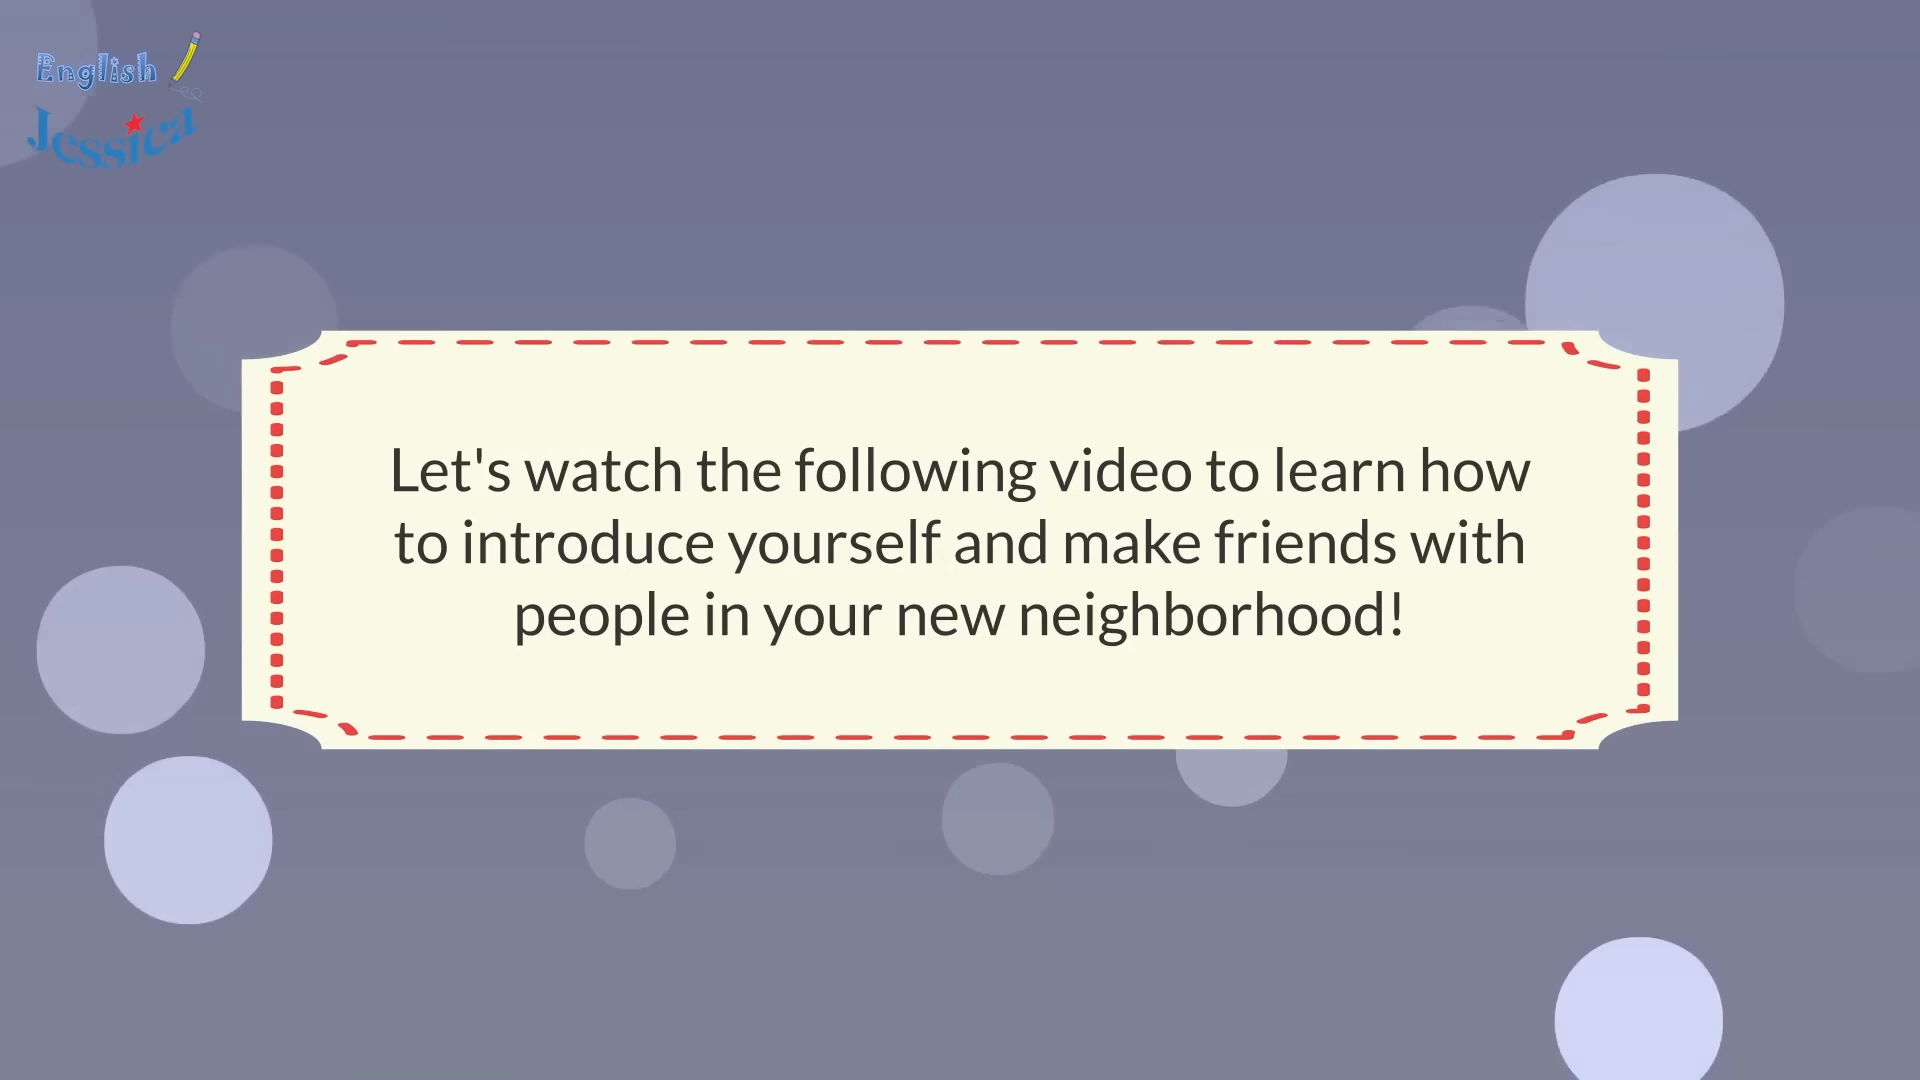 English
Jessica
Let's watch the following video to learn how
to introduce yourself and make friends with
people in your new neighborhood!